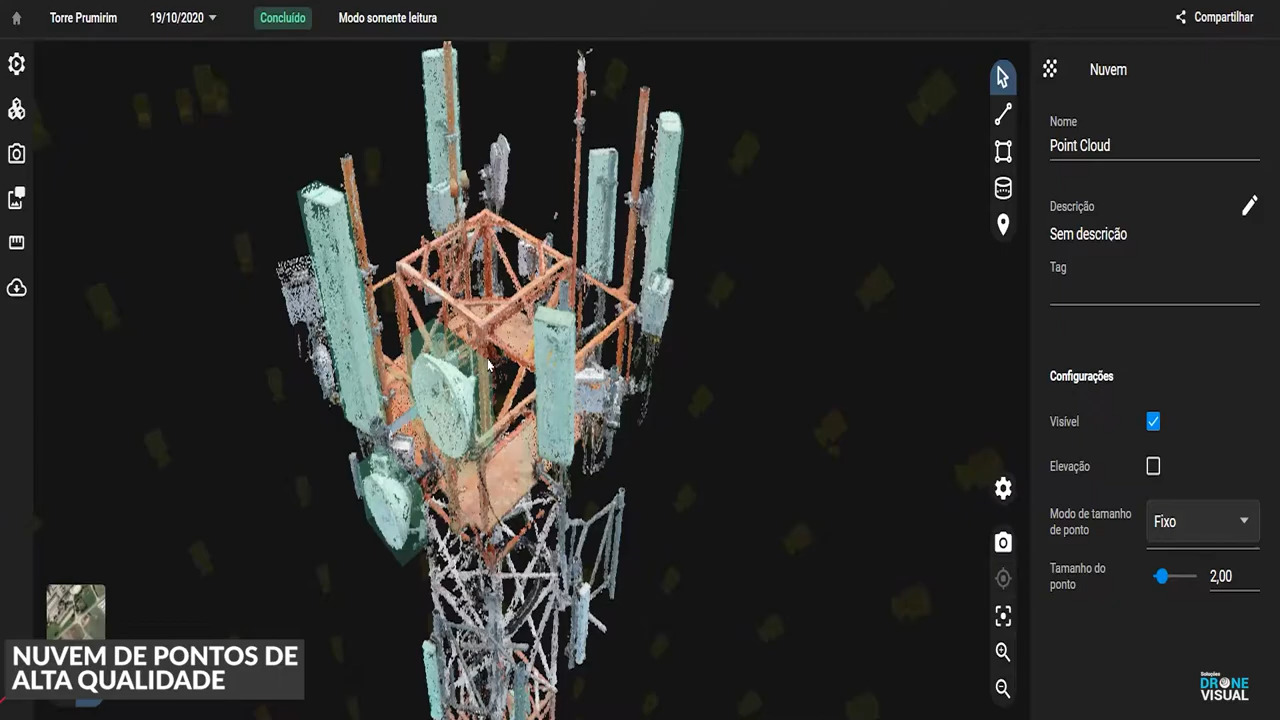 Torre Prumirim
19/10/2020
Concluído
Modo somente leitura
Compartilhar
Nuvem
Nome
Point Cloud
Descrição
Sem descrição
Tag
Configurações
Visível
Elevação
Modo de tamanho
de ponto
Fixo
Tamanho do
ponto
2,00
NUVEM DE PONTOS DE
ALTA QUALIDADE
Soluções
DRONE
VISUAL